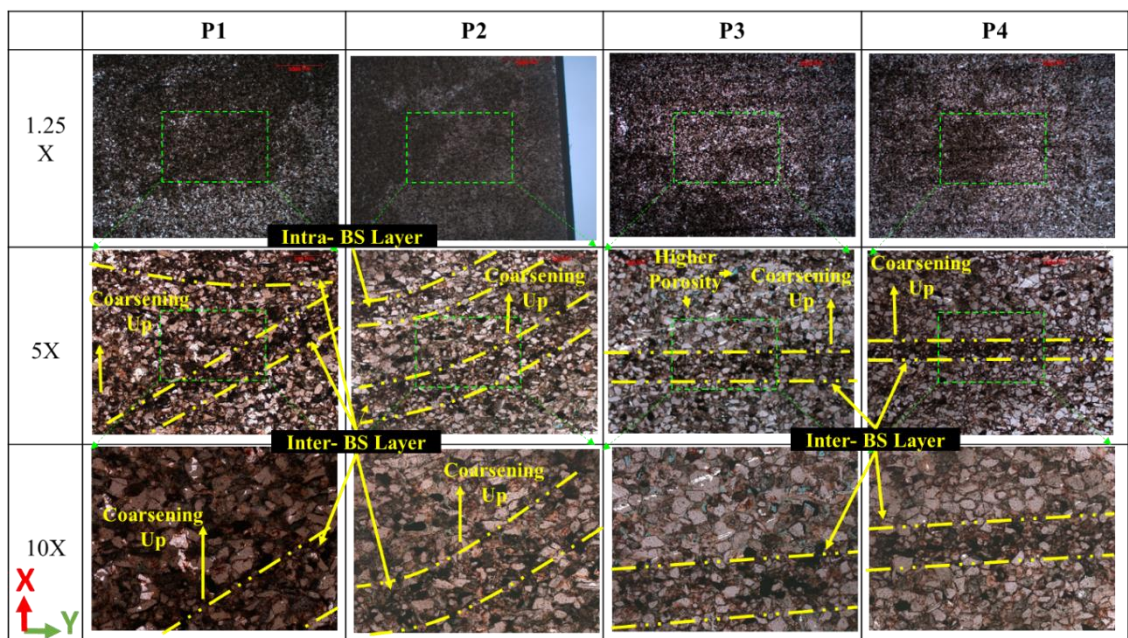 P1 P2 P3 P4
1.25
X
Intra- BS Layer
5X
Coarsening
Up
Coarsening
Up
Higher
Porosity
Coarsening
Up
Coarsening
Up
Inter- BS Layer
Inter- BS Layer
10X
Coarsening
Up
Coarsening
Up
X
Y